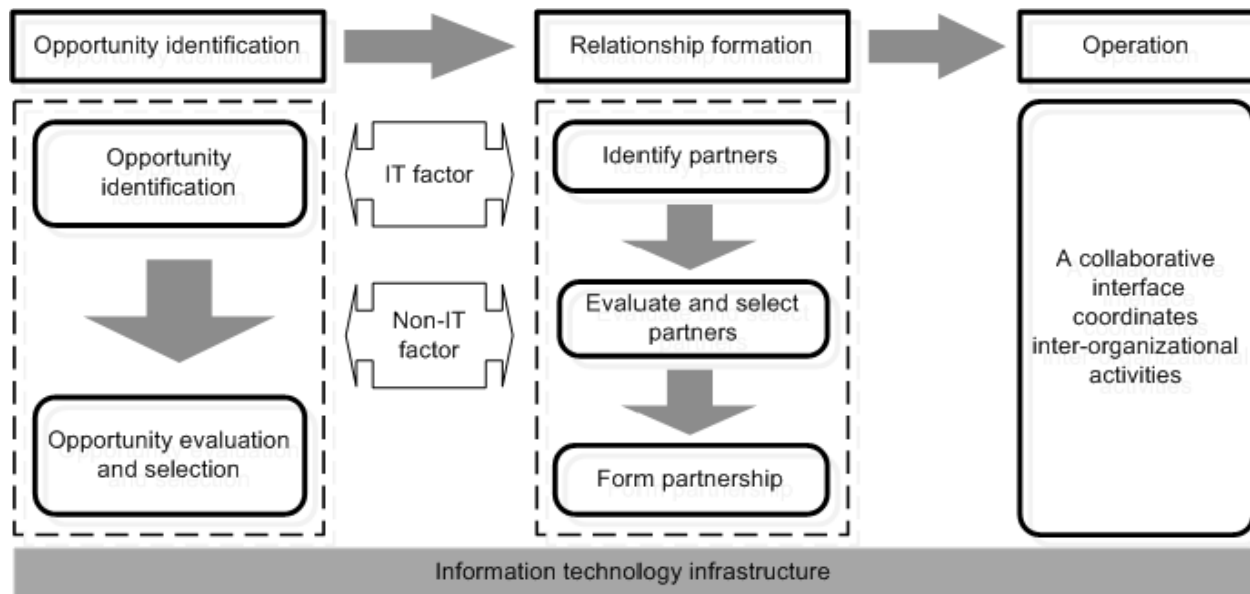 Opportunity identification
Relationship formation
Operation
Opportunity
identification
Opportunity evaluation
and selection
IT factor
Non-IT
factor
Identify partners
Evaluate and select
partners
Form partnership
A collaborative
interface
coordinates
inter-organizational
activities
Information technology infrastructure